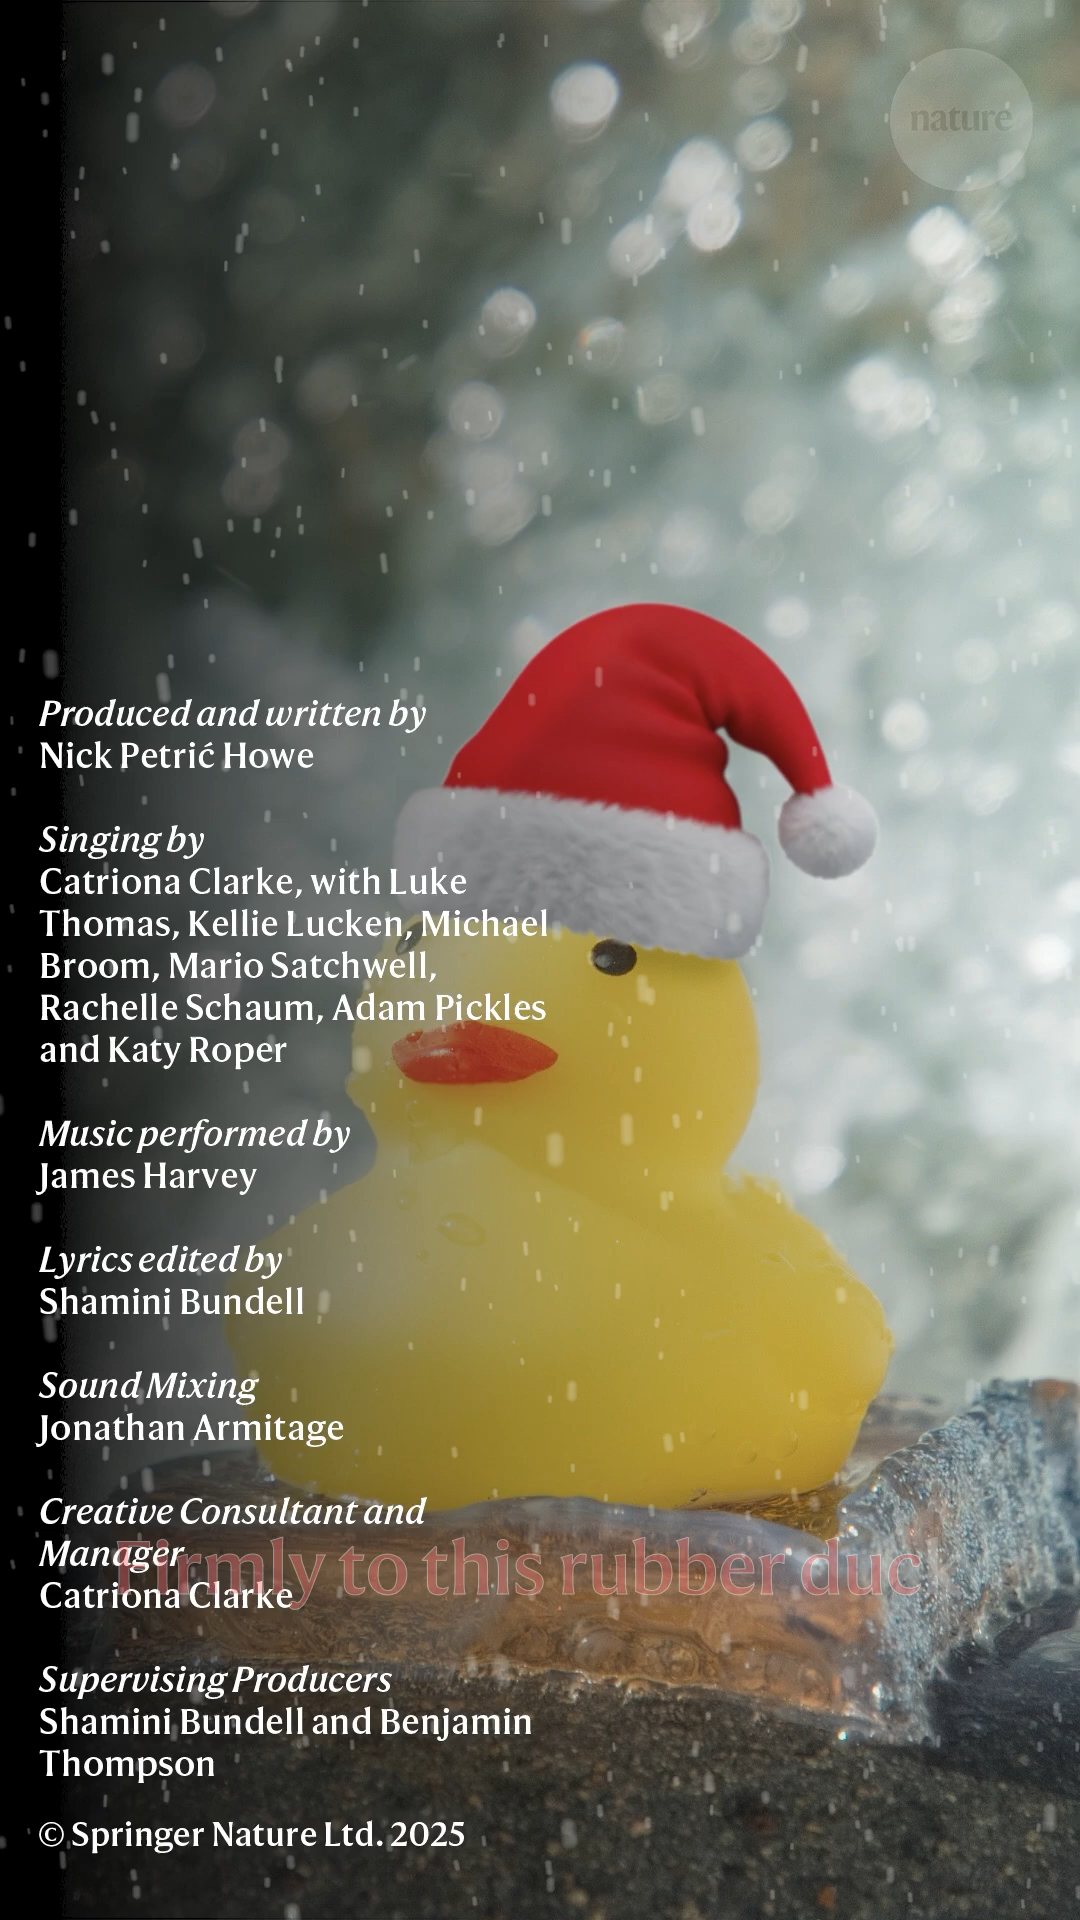 nature
Produced and written by
Nick Petrić Howe
Singing by
Catriona Clarke, with Luke
Thomas, Kellie Lucken, Michael
Broom, Mario Satchwell,
Rachelle Schaum, Adam Pickles
and Katy Roper
Music performed by
James Harvey
Lyrics edited by
Shamini Bundell
Sound Mixing
Jonathan Armitage
Creative Consultant and
Manager
Firmly to this rubber duc
Catriona Clarke
Supervising Producers
Shamini Bundell and Benjamin
Thompson
© Springer Nature Ltd. 2025